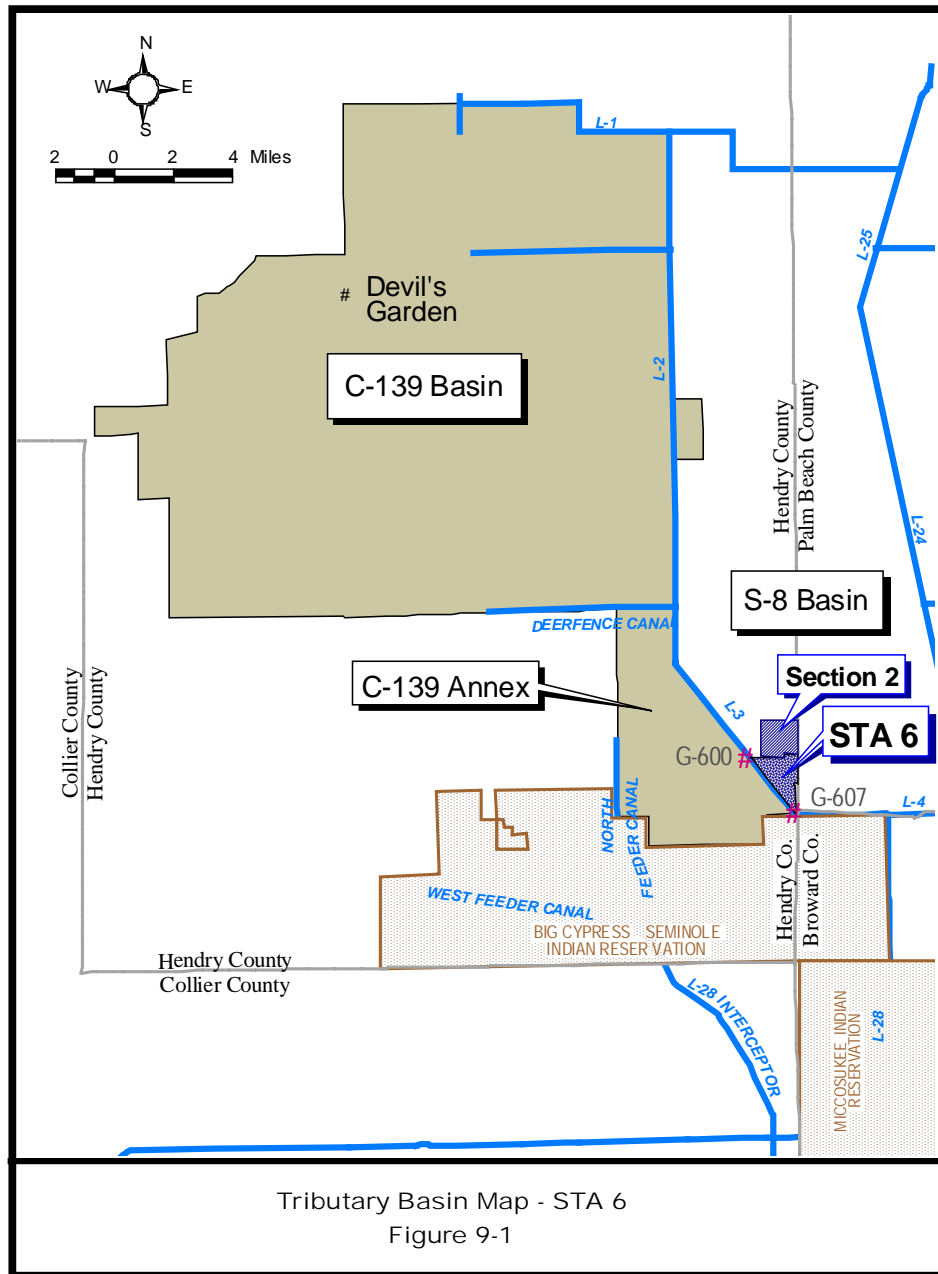 N
W E
S
2 0 2 4 Miles
L-1
L-25
# Devil's
Garden
L-2
C-139 Basin
Hendry County
Palm Beach County
L-24
S-8 Basin
DEERFENCE CANAL
Section 2
C-139 Annex
L-3
STA 6
Collier County
Hendry County
G-600 #
G-607
#
L-4
NORTH
FEEDER CANAL
Hendry Co.
Broward Co.
WEST FEEDER CANAL
BIG CYPRESS SEMINOLE
INDIAN RESERVATION
Hendry County
Collier County
L-28 INTERCEPTOR
MICCOSUKEE INDIAN
RESERVATION
L-28
Tributary Basin Map - STA 6
Figure 9-1